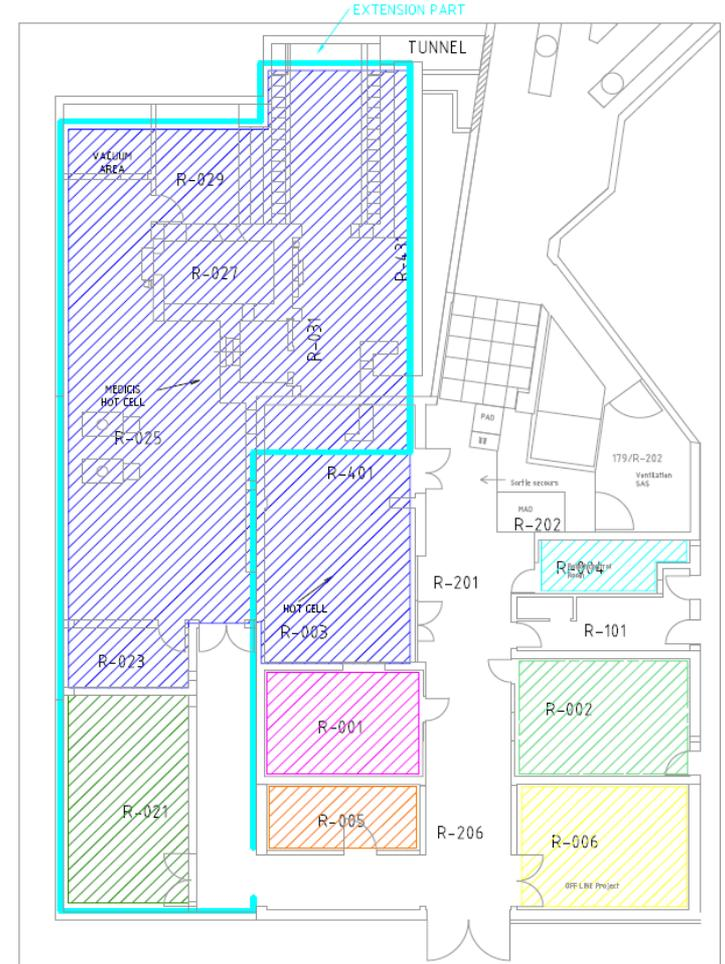 EXTENSION PART
TUNNEL
VACUUM
AREA
R-029
R-027
R-431
R-031
MEDICIS
HOT CELL
R-025
PAD
179/R-202
Ventilation
SAS
R-401
Sortie secours
MAD
R-202
R-004
R-201
HOT CELL
R-003
R-101
R-023
R-002
R-001
R-021
R-005
R-206
R-006
OFF LINE Project